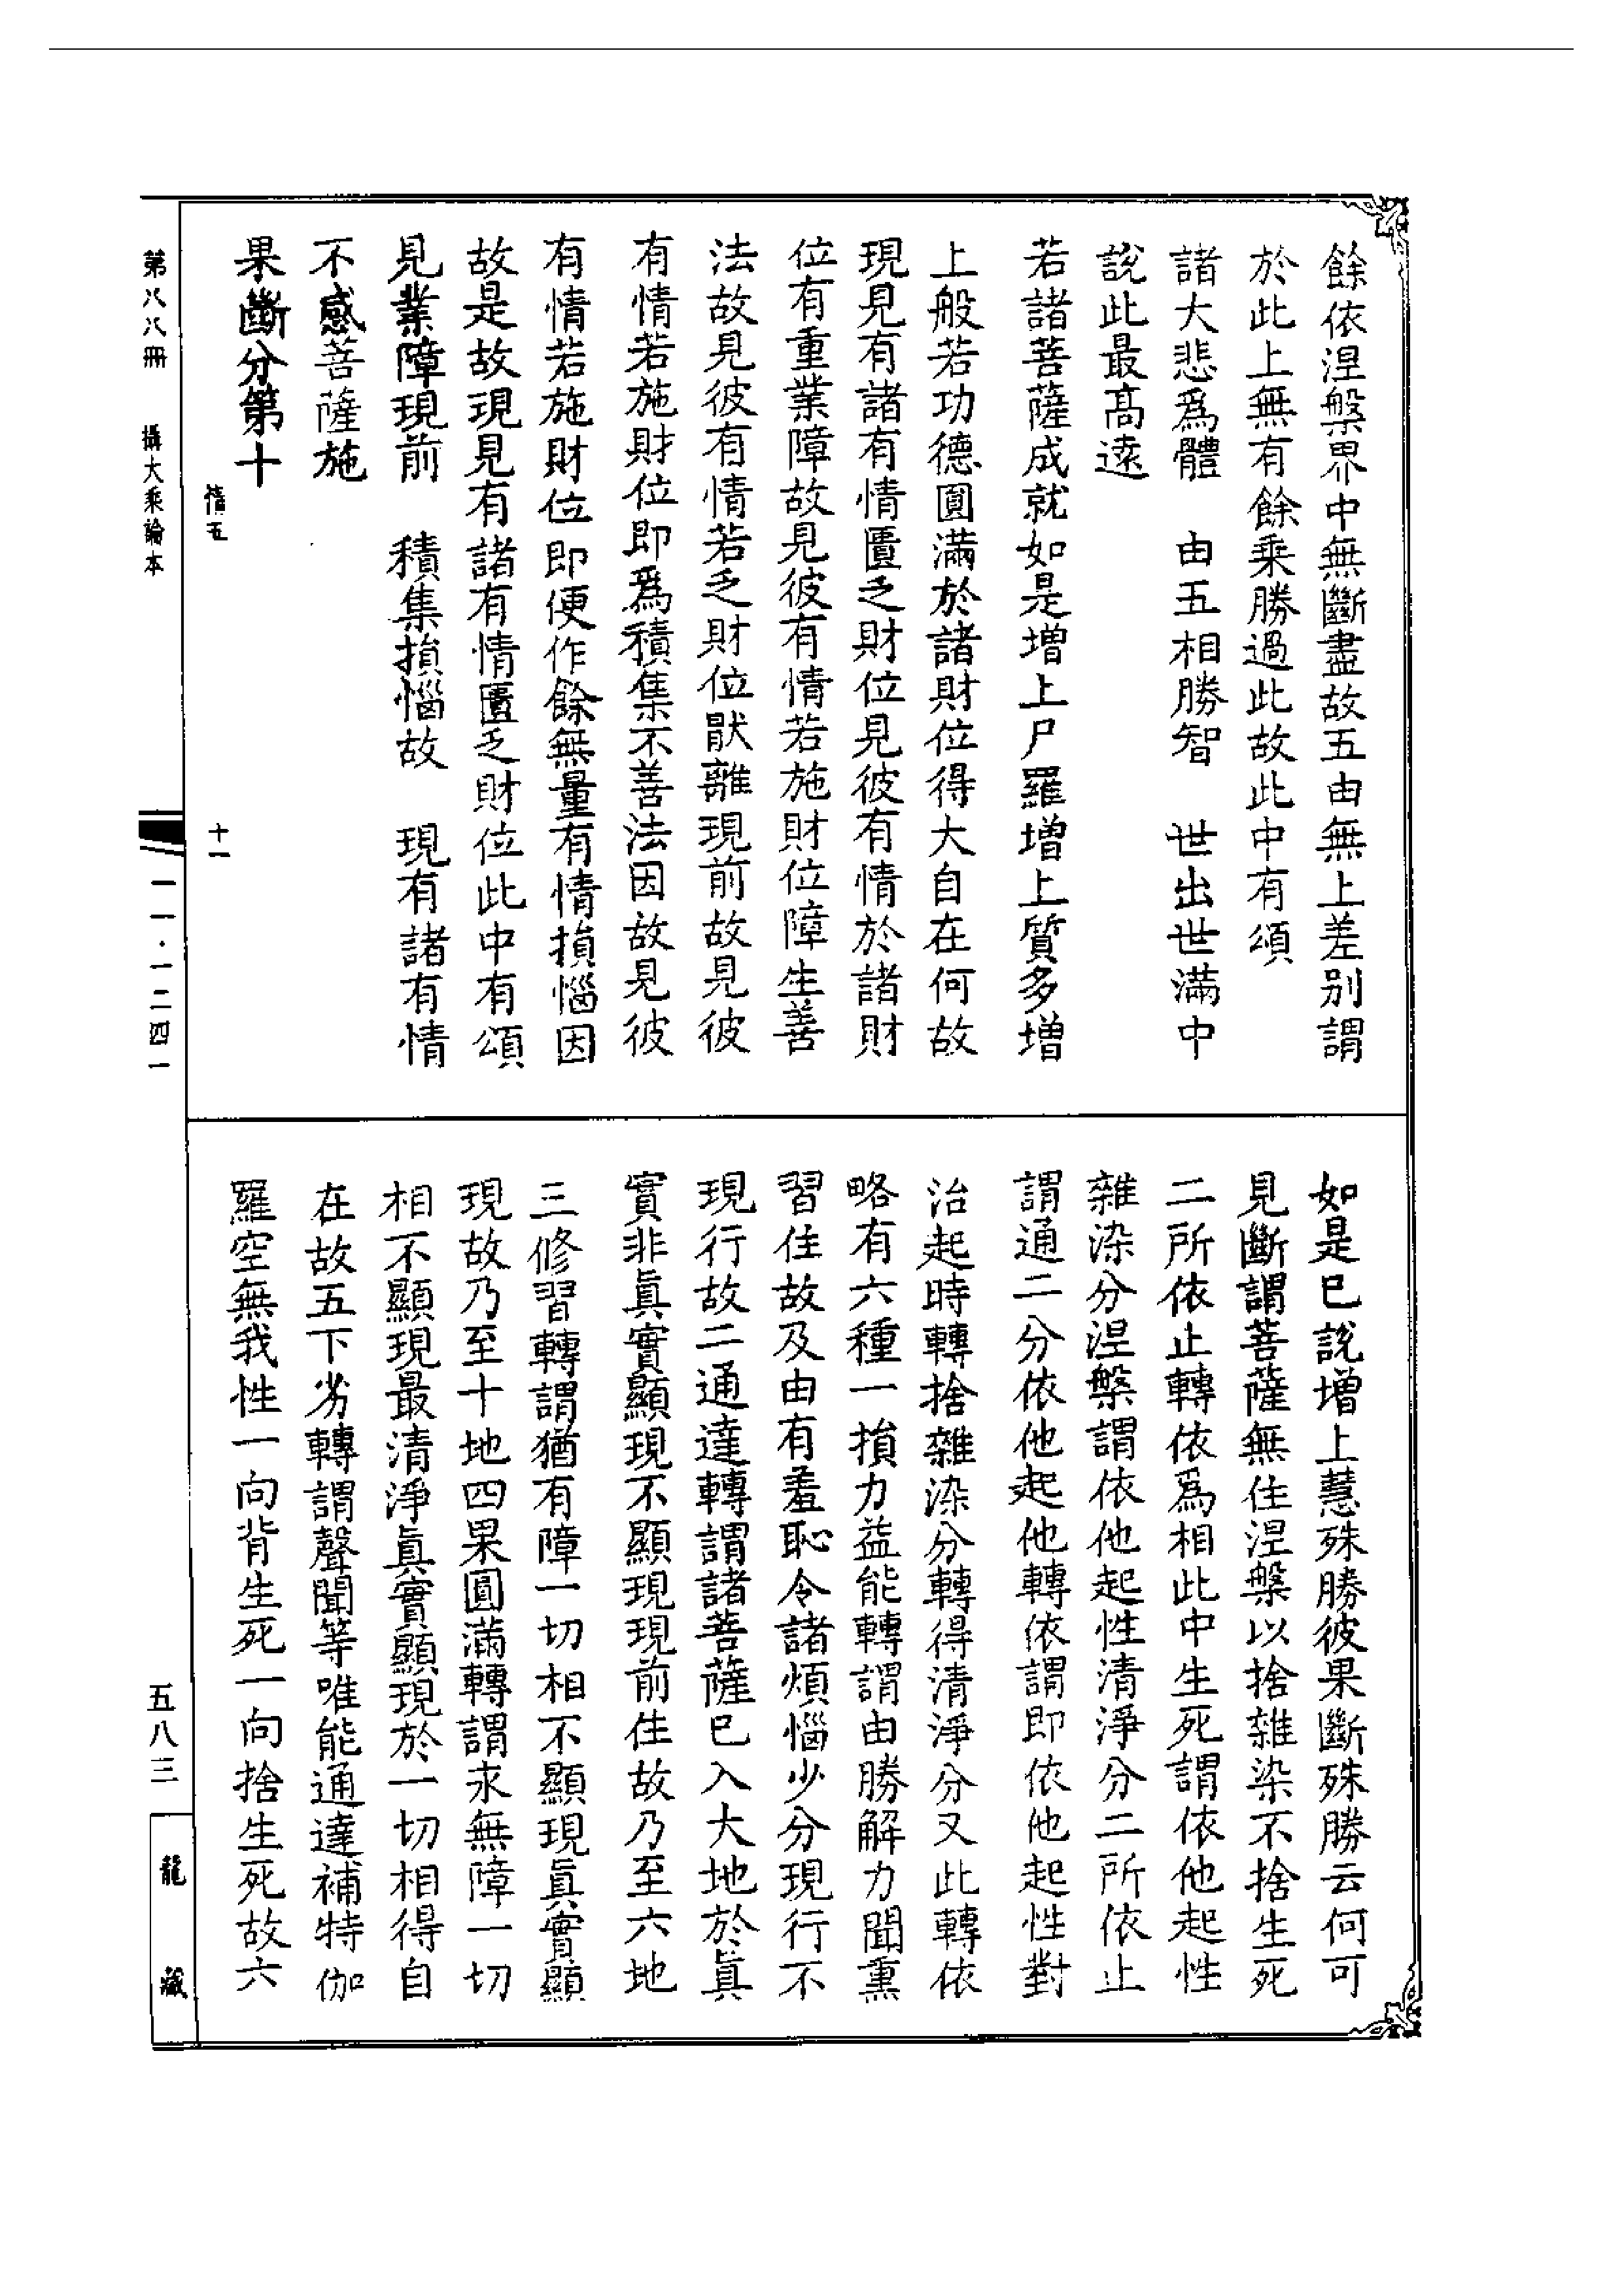 餘依涅槃界中無斷盡故五由無上差別謂
於此上無有餘乘勝過此故此中有頌
諸大悲爲體　由五相勝智　世出世滿中
說此最高遠
若諸菩薩成就如是增上尸羅增上質多增
上般若功德圓滿於諸財位得大自在何故
現見有諸有情匱乏財位見彼有情於諸財
位有重業障故見彼有情若施財位障生善
法故見彼有情若乏財位厭離現前故見彼
有情若施財位即爲積集不善法因故見彼
有情若施財位即便作餘無量有情損惱因
故是故現見有諸有情匱乏財位此中有頌
見業障現前　積集損惱故　現有諸有情
不感菩薩施
果斷分第十
十一
如是已說增上慧殊勝彼果斷殊勝云何可
見斷謂菩薩無住涅槃以捨雜染不捨生死
二所依止轉依爲相此中生死謂依他起性
雜染分涅槃謂依他起性清淨分二所依止
謂通二分依他起他轉依謂即依他起性對
治起時轉捨雜染分轉得清淨分又此轉依
略有六種一損力益能轉謂由勝解力聞熏
習住故及由有羞恥令諸煩惱少分現行不
現行故二通達轉謂諸菩薩已入大地於眞
實非眞實顯現不顯現現前住故乃至六地
三修習轉謂猶有障一切相不顯現眞實顯
現故乃至十地四果圓滿轉謂永無障一切
相不顯現最清淨眞實顯現於一切相得自
在故五下劣轉謂聲聞等唯能通達補特伽
羅空無我性一向背生死一向捨生死故六
第八八冊　攝大乘論本
一一·一二四一
五八三
龍藏